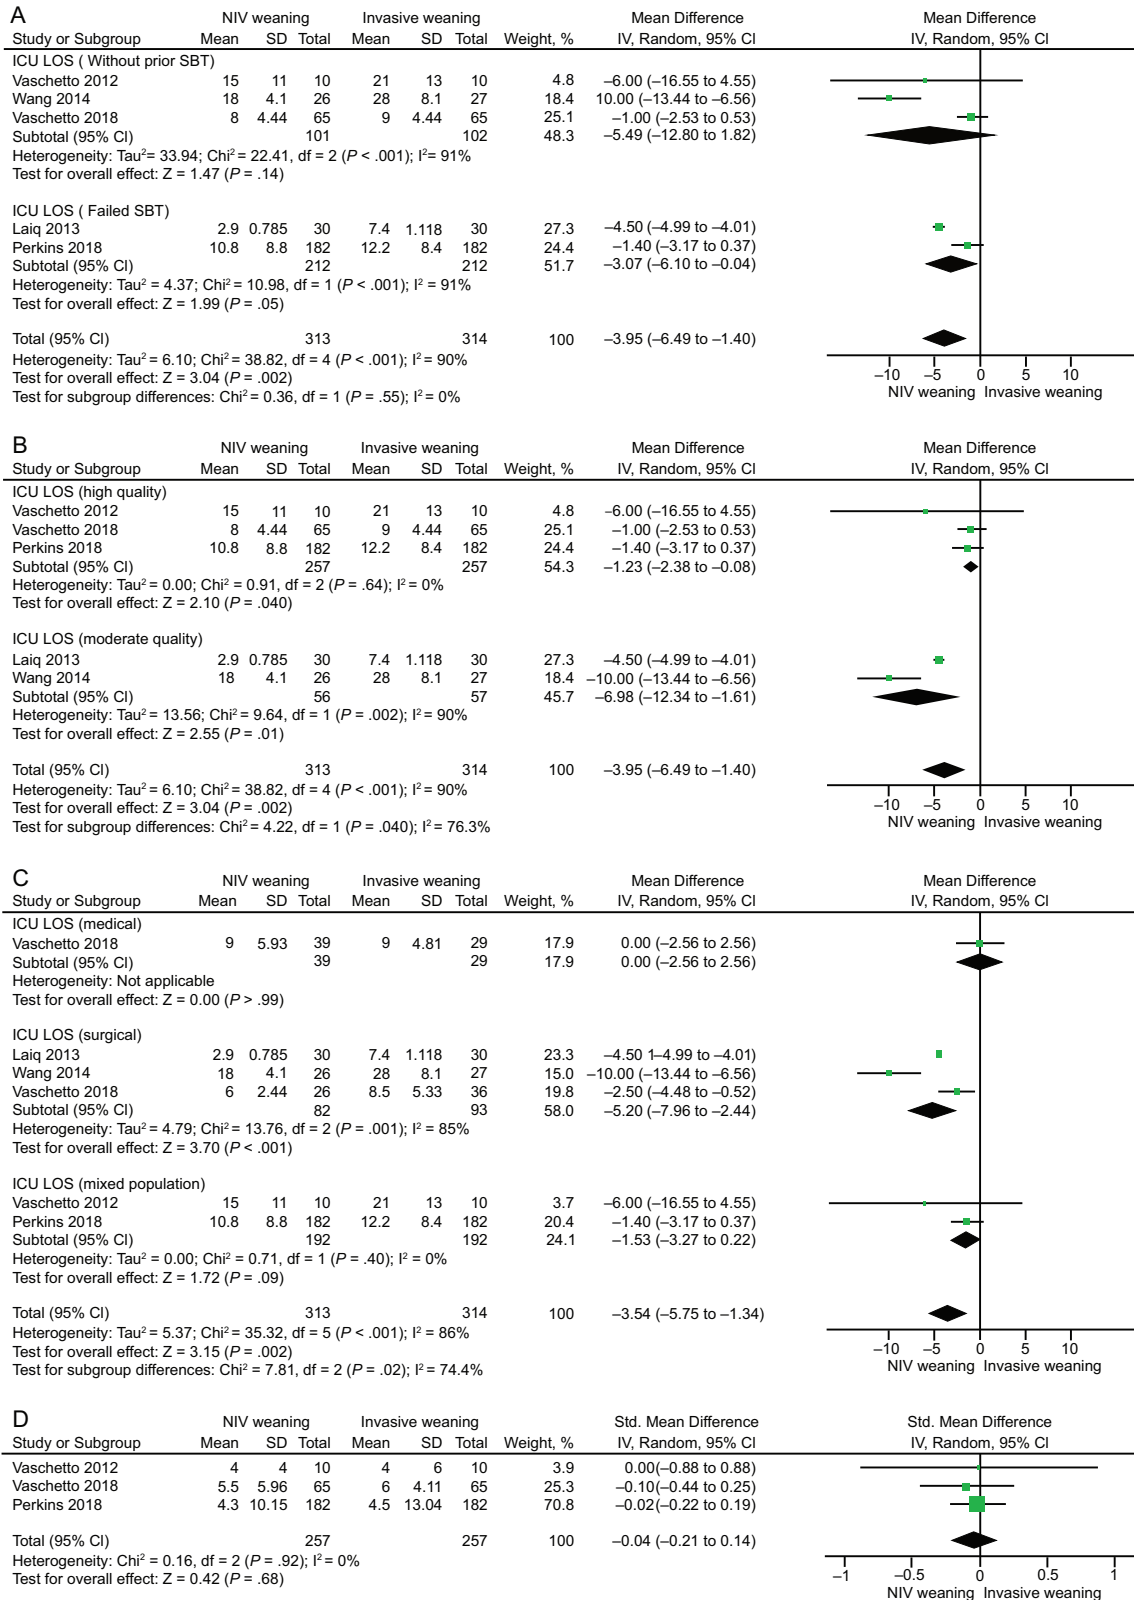 A
NIV weaning Invasive weaning Mean Difference Mean Difference
Study or Subgroup Mean SD Total Mean SD Total Weight, % IV, Random, 95% CI IV, Random, 95% CI
ICU LOS ( Without prior SBT)
Vaschetto 2012 15 11 10 21 13 10 4.8 –6.00 (–16.55 to 4.55)
Wang 2014 18 4.1 26 28 8.1 27 18.4 10.00 (–13.44 to –6.56)
Vaschetto 2018 8 4.44 65 9 4.44 65 25.1 –1.00 (–2.53 to 0.53)
Subtotal (95% CI) 101 102 48.3 –5.49 (–12.80 to 1.82)
Heterogeneity: Tau²= 33.94; Chi² = 22.41, df = 2 (P < .001); I²= 91%
Test for overall effect: Z = 1.47 (P = .14)
ICU LOS ( Failed SBT)
Laiq 2013 2.9 0.785 30 7.4 1.118 30 27.3 –4.50 (–4.99 to –4.01)
Perkins 2018 10.8 8.8 182 12.2 8.4 182 24.4 –1.40 (–3.17 to 0.37)
Subtotal (95% CI) 212 212 51.7 –3.07 (–6.10 to –0.04)
Heterogeneity: Tau² = 4.37; Chi² = 10.98, df = 1 (P < .001); I² = 91%
Test for overall effect: Z = 1.99 (P = .05)
Total (95% CI) 313 314 100 –3.95 (–6.49 to –1.40)
Heterogeneity: Tau² = 6.10; Chi² = 38.82, df = 4 (P < .001); I² = 90%
Test for overall effect: Z = 3.04 (P = .002)
Test for subgroup differences: Chi² = 0.36, df = 1 (P = .55); I² = 0%
–10 –5 0 5 10
NIV weaning Invasive weaning
B
NIV weaning Invasive weaning Mean Difference Mean Difference
Study or Subgroup Mean SD Total Mean SD Total Weight, % IV, Random, 95% CI IV, Random, 95% CI
ICU LOS (high quality)
Vaschetto 2012 15 11 10 21 13 10 4.8 –6.00 (–16.55 to 4.55)
Vaschetto 2018 8 4.44 65 9 4.44 65 25.1 –1.00 (–2.53 to 0.53)
Perkins 2018 10.8 8.8 182 12.2 8.4 182 24.4 –1.40 (–3.17 to 0.37)
Subtotal (95% CI) 257 257 54.3 –1.23 (–2.38 to –0.08)
Heterogeneity: Tau² = 0.00; Chi² = 0.91, df = 2 (P = .64); I² = 0%
Test for overall effect: Z = 2.10 (P = .040)
ICU LOS (moderate quality)
Laiq 2013 2.9 0.785 30 7.4 1.118 30 27.3 –4.50 (–4.99 to –4.01)
Wang 2014 18 4.1 26 28 8.1 27 18.4 –10.00 (–13.44 to –6.56)
Subtotal (95% CI) 56 57 45.7 –6.98 (–12.34 to –1.61)
Heterogeneity: Tau² = 13.56; Chi² = 9.64, df = 1 (P = .002); I² = 90%
Test for overall effect: Z = 2.55 (P = .01)
Total (95% CI) 313 314 100 –3.95 (–6.49 to –1.40)
Heterogeneity: Tau² = 6.10; Chi² = 38.82, df = 4 (P < .001); I² = 90%
Test for overall effect: Z = 3.04 (P = .002)
Test for subgroup differences: Chi² = 4.22, df = 1 (P = .040); I² = 76.3%
–10 –5 0 5 10
NIV weaning Invasive weaning
C
NIV weaning Invasive weaning Mean Difference Mean Difference
Study or Subgroup Mean SD Total Mean SD Total Weight, % IV, Random, 95% CI IV, Random, 95% CI
ICU LOS (medical)
Vaschetto 2018 9 5.93 39 9 4.81 29 17.9 0.00 (–2.56 to 2.56)
Subtotal (95% CI) 39 29 17.9 0.00 (–2.56 to 2.56)
Heterogeneity: Not applicable
Test for overall effect: Z = 0.00 (P > .99)
ICU LOS (surgical)
Laiq 2013 2.9 0.785 30 7.4 1.118 30 23.3 –4.50 1–4.99 to –4.01)
Wang 2014 18 4.1 26 28 8.1 27 15.0 –10.00 (–13.44 to –6.56)
Vaschetto 2018 6 2.44 26 8.5 5.33 36 19.8 –2.50 (–4.48 to –0.52)
Subtotal (95% CI) 82 93 58.0 –5.20 (–7.96 to –2.44)
Heterogeneity: Tau² = 4.79; Chi² = 13.76, df = 2 (P = .001); I² = 85%
Test for overall effect: Z = 3.70 (P < .001)
ICU LOS (mixed population)
Vaschetto 2012 15 11 10 21 13 10 3.7 –6.00 (–16.55 to 4.55)
Perkins 2018 10.8 8.8 182 12.2 8.4 182 20.4 –1.40 (–3.17 to 0.37)
Subtotal (95% CI) 192 192 24.1 –1.53 (–3.27 to 0.22)
Heterogeneity: Tau² = 0.00; Chi² = 0.71, df = 1 (P = .40); I² = 0%
Test for overall effect: Z = 1.72 (P = .09)
Total (95% CI) 313 314 100 –3.54 (–5.75 to –1.34)
Heterogeneity: Tau² = 5.37; Chi² = 35.32, df = 5 (P < .001); I² = 86%
Test for overall effect: Z = 3.15 (P = .002)
Test for subgroup differences: Chi² = 7.81, df = 2 (P = .02); I² = 74.4%
–10 –5 0 5 10
NIV weaning Invasive weaning
D
NIV weaning Invasive weaning Std. Mean Difference Std. Mean Difference
Study or Subgroup Mean SD Total Mean SD Total Weight, % IV, Random, 95% CI IV, Random, 95% CI
Vaschetto 2012 4 4 10 4 6 10 3.9 0.00(–0.88 to 0.88)
Vaschetto 2018 5.5 5.96 65 6 4.11 65 25.3 –0.10(–0.44 to 0.25)
Perkins 2018 4.3 10.15 182 4.5 13.04 182 70.8 –0.02(–0.22 to 0.19)
Total (95% CI) 257 257 100 –0.04 (–0.21 to 0.14)
Heterogeneity: Chi² = 0.16, df = 2 (P = .92); I² = 0%
Test for overall effect: Z = 0.42 (P = .68)
–1 –0.5 0 0.5 1
NIV weaning Invasive weaning